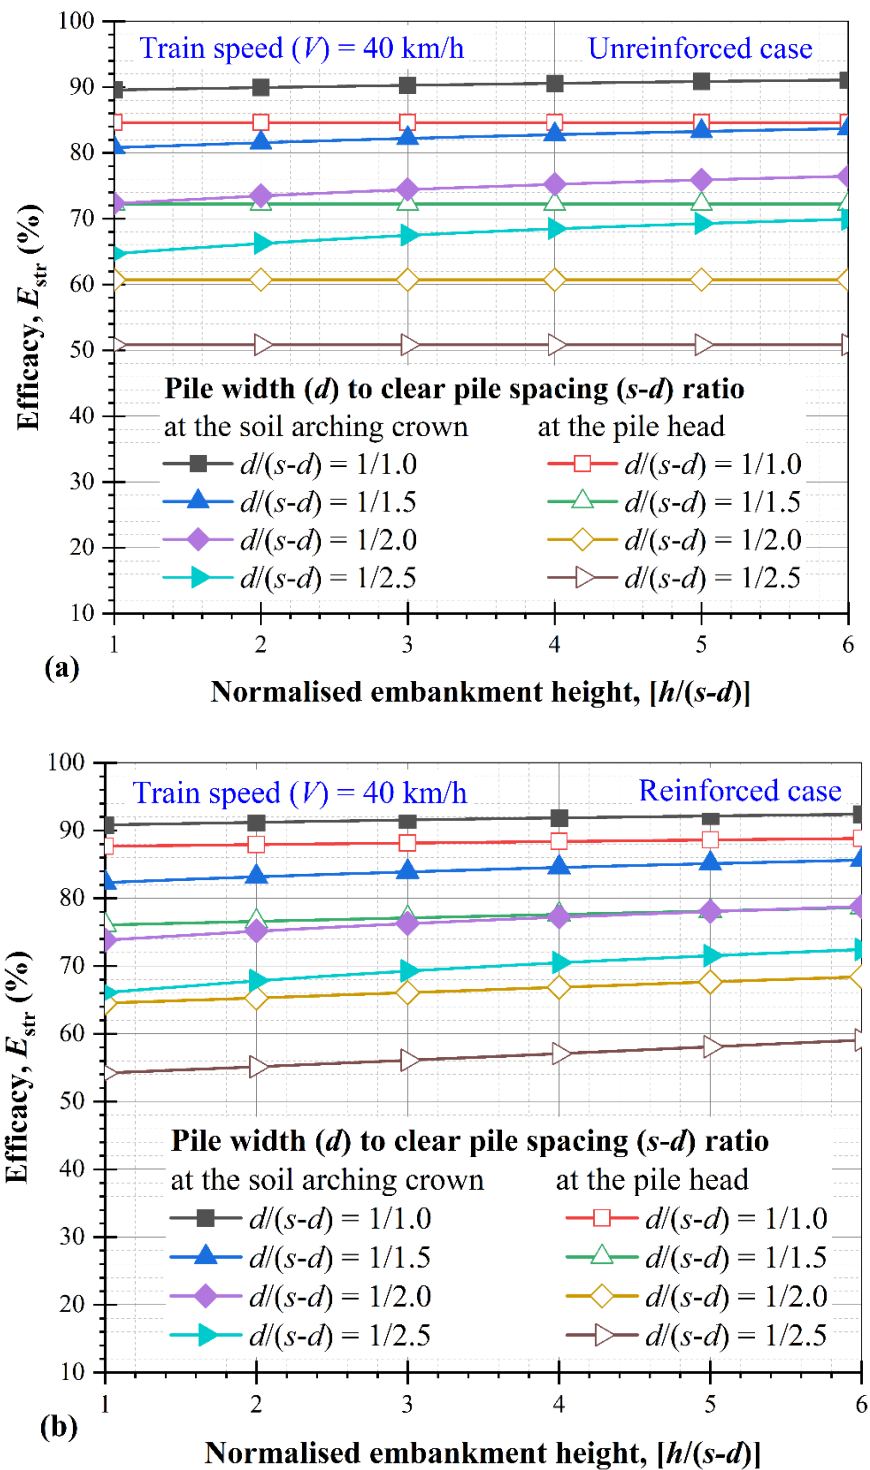 100
90
80
70
60
50
40
30
20
10
Efficacy, E_str (%)
Train speed (V) = 40 km/h Unreinforced case
Pile width (d) to clear pile spacing (s-d) ratio
at the soil arching crown at the pile head
d/(s-d) = 1/1.0 d/(s-d) = 1/1.0
d/(s-d) = 1/1.5 d/(s-d) = 1/1.5
d/(s-d) = 1/2.0 d/(s-d) = 1/2.0
d/(s-d) = 1/2.5 d/(s-d) = 1/2.5
1 2 3 4 5 6
(a)
Normalised embankment height, [h/(s-d)]
100
90
80
70
60
50
40
30
20
10
Efficacy, E_str (%)
Train speed (V) = 40 km/h Reinforced case
Pile width (d) to clear pile spacing (s-d) ratio
at the soil arching crown at the pile head
d/(s-d) = 1/1.0 d/(s-d) = 1/1.0
d/(s-d) = 1/1.5 d/(s-d) = 1/1.5
d/(s-d) = 1/2.0 d/(s-d) = 1/2.0
d/(s-d) = 1/2.5 d/(s-d) = 1/2.5
1 2 3 4 5 6
(b)
Normalised embankment height, [h/(s-d)]